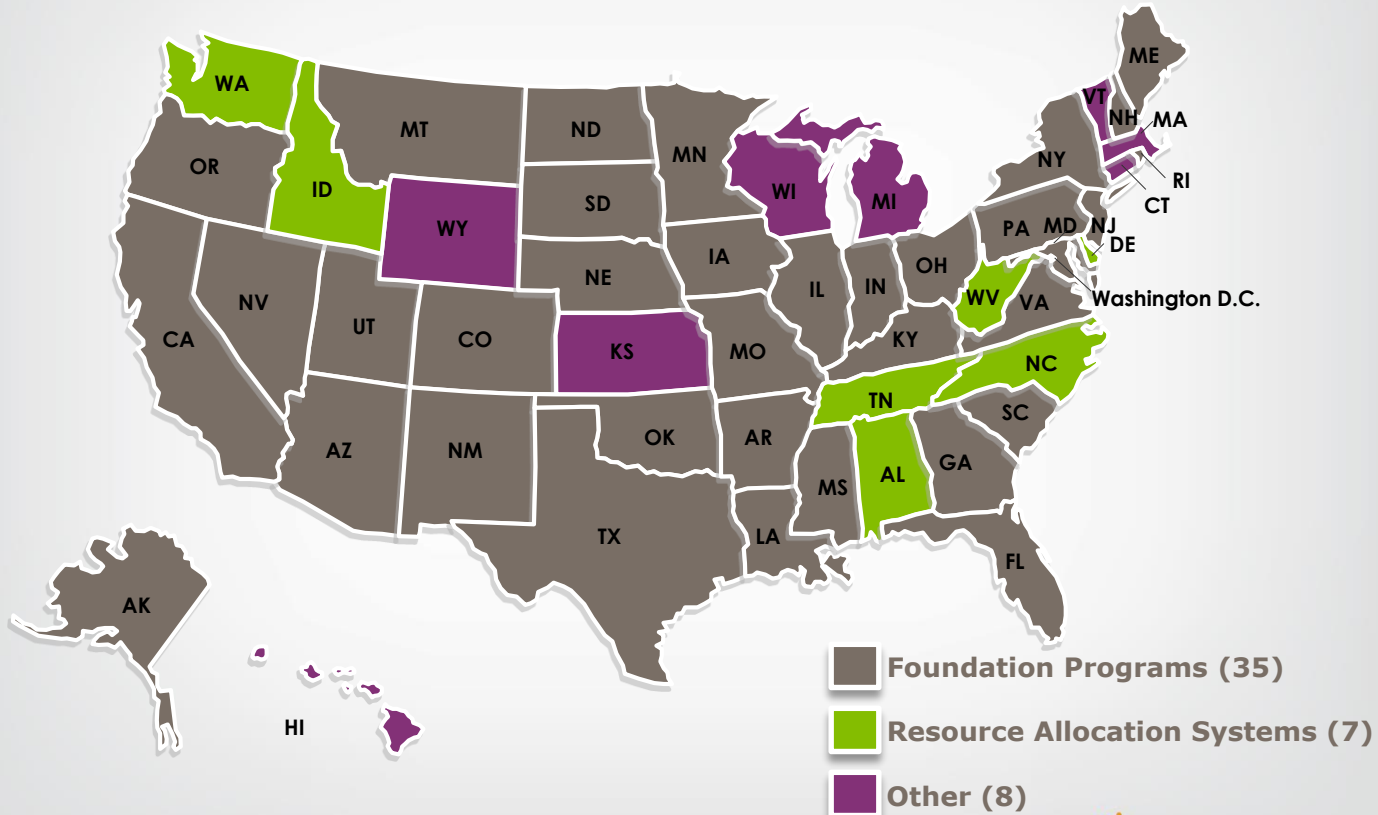 ME
WA
VT
NH
MA
MT
ND
MN
NY
OR
ID
SD
WI
MI
RI
CT
WY
PA
MD
NJ
DE
IA
NE
OH
NV
IL
IN
WV
VA
Washington D.C.
UT
CO
CA
KS
MO
KY
NC
TN
SC
AZ
NM
OK
AR
GA
MS
AL
TX
LA
FL
AK
HI
Foundation Programs (35)
Resource Allocation Systems (7)
Other (8)